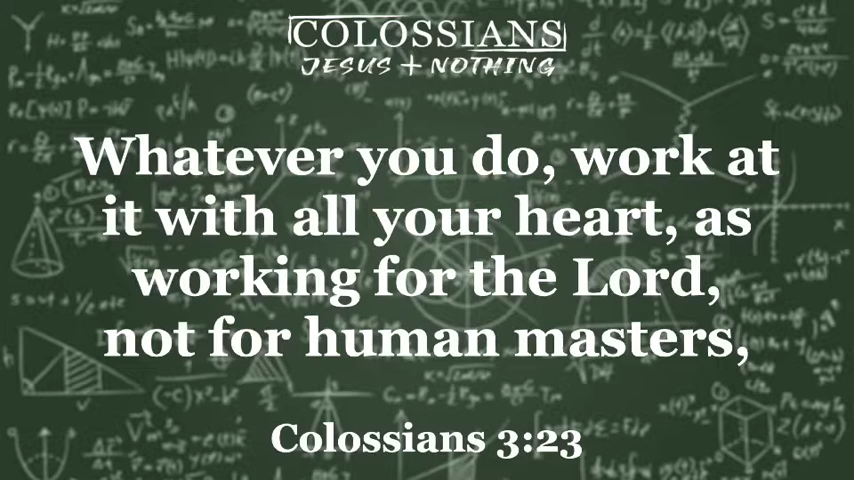 COLOSSIANS
JESUS + NOTHING
Whatever you do, work at
it with all your heart, as
working for the Lord,
not for human masters,
Colossians 3:23